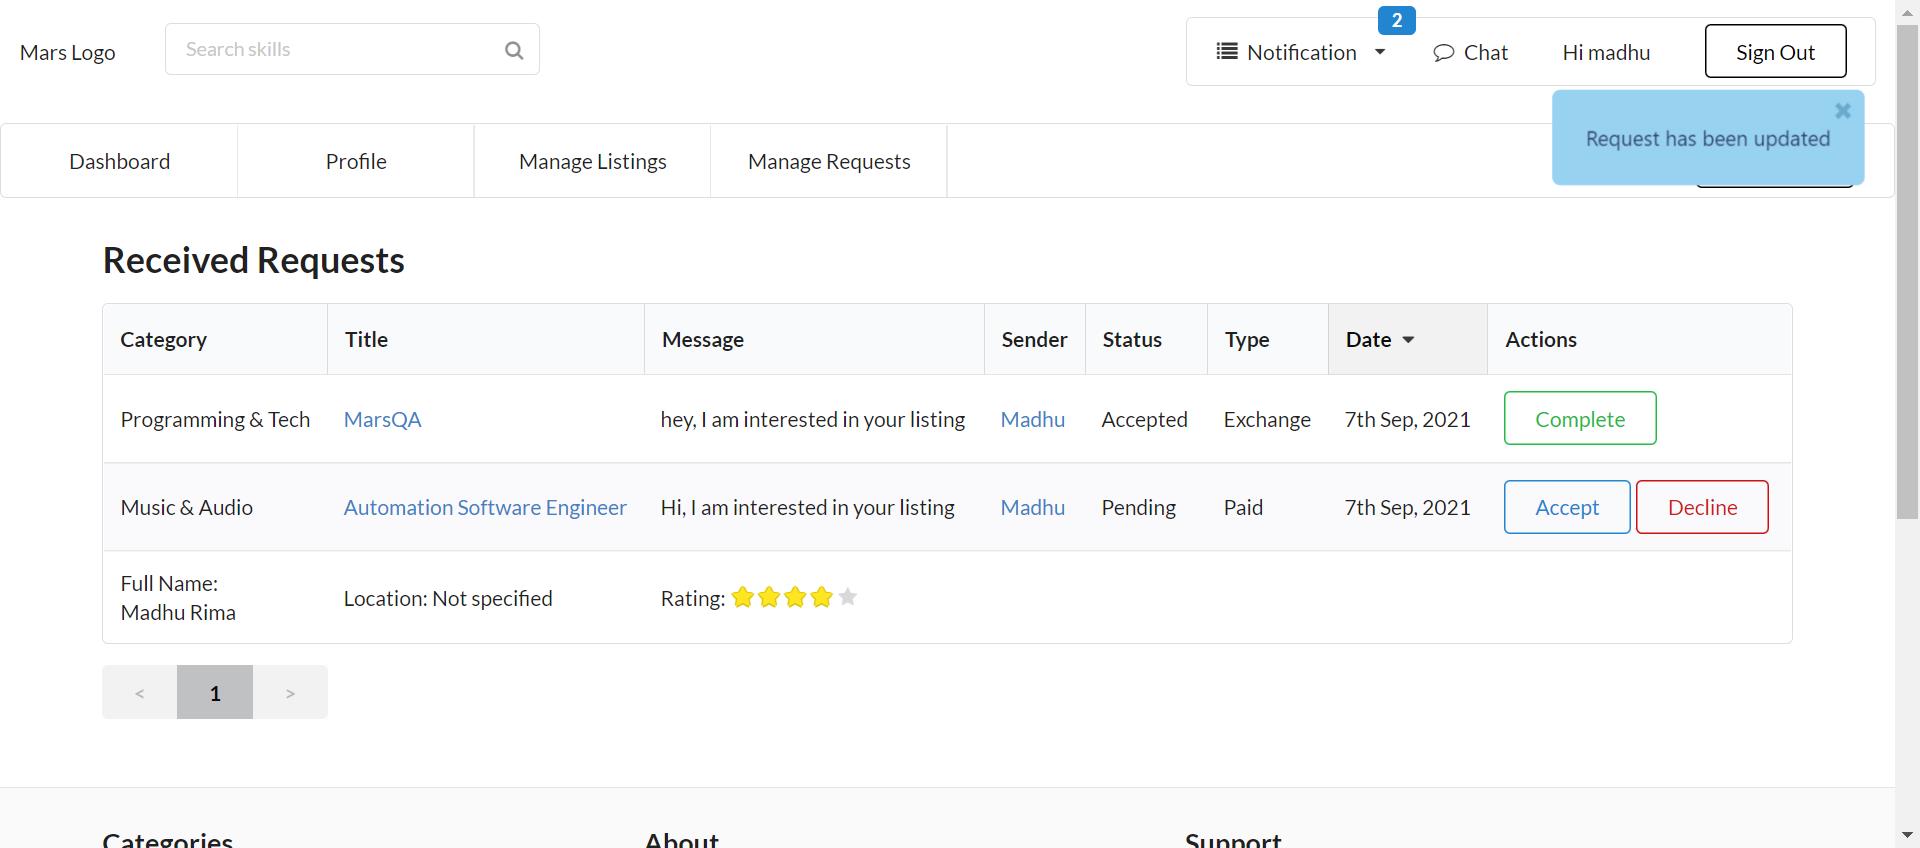 2
Mars Logo
Search skills
Notification
Chat
Hi madhu
Sign Out
Request has been updated
Dashboard
Profile
Manage Listings
Manage Requests
Received Requests
Category
Title
Message
Sender
Status
Type
Date
Actions
Programming & Tech
MarsQA
hey, I am interested in your listing
Madhu
Accepted
Exchange
7th Sep, 2021
Complete
Music & Audio
Automation Software Engineer
Hi, I am interested in your listing
Madhu
Pending
Paid
7th Sep, 2021
Accept
Decline
Full Name:
Madhu Rima
Location: Not specified
Rating:
<
1
>
Categories
About
Support